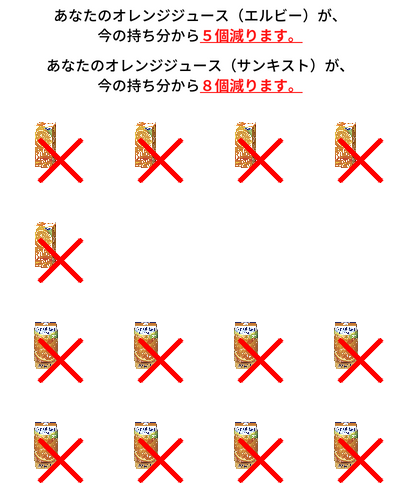 あなたのオレンジジュース（エルビー）が、
今の持ち分から５個減ります。
あなたのオレンジジュース（サンキスト）が、
今の持ち分から８個減ります。